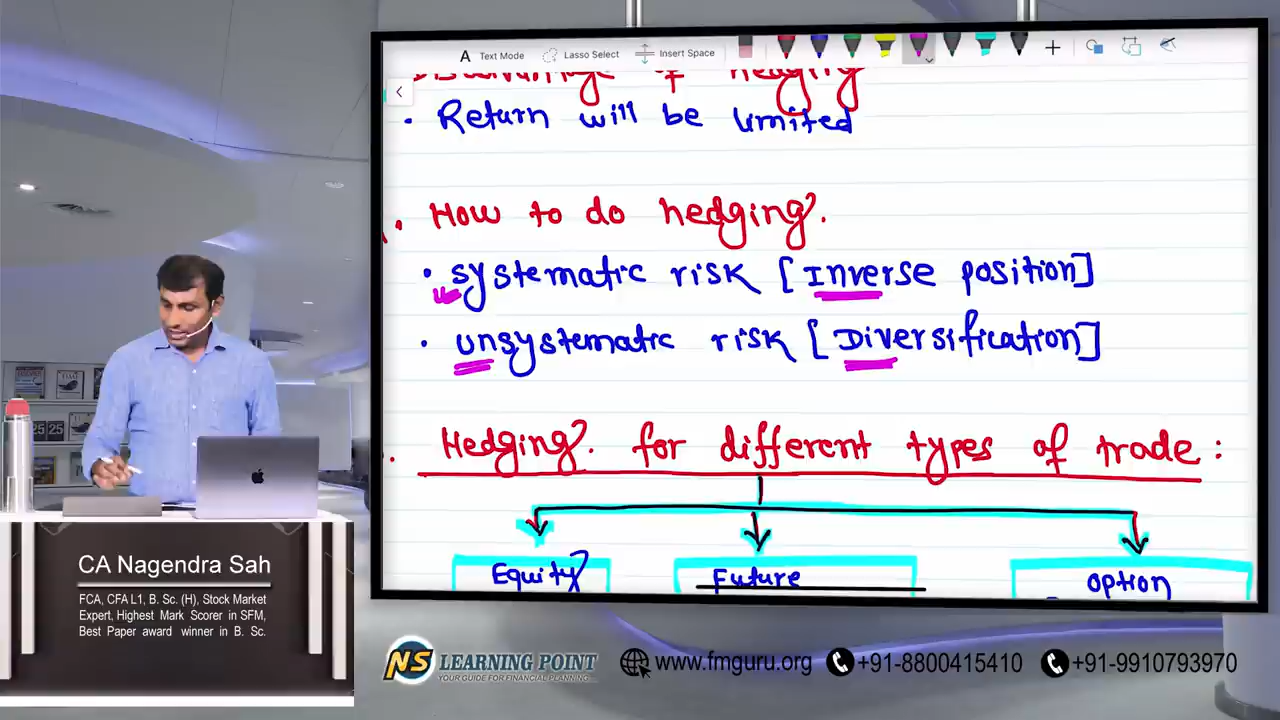 Text Mode
Lasso Select
Insert Space
Disadvantage of hedging
• Return will be limited
How to do hedging.
• Systematic risk [Inverse position]
• unsystematic risk [Diversification]
Hedging. for different types of trade :
Equity
Future
option
CA Nagendra Sah
FCA, CFA L1, B. Sc. (H), Stock Market
Expert, Highest Mark Scorer in SFM,
Best Paper award winner in B. Sc.
NS LEARNING POINT
YOUR GUIDE FOR FINANCIAL PLANNING...
www.fmguru.org
+91-8800415410
+91-9910793970